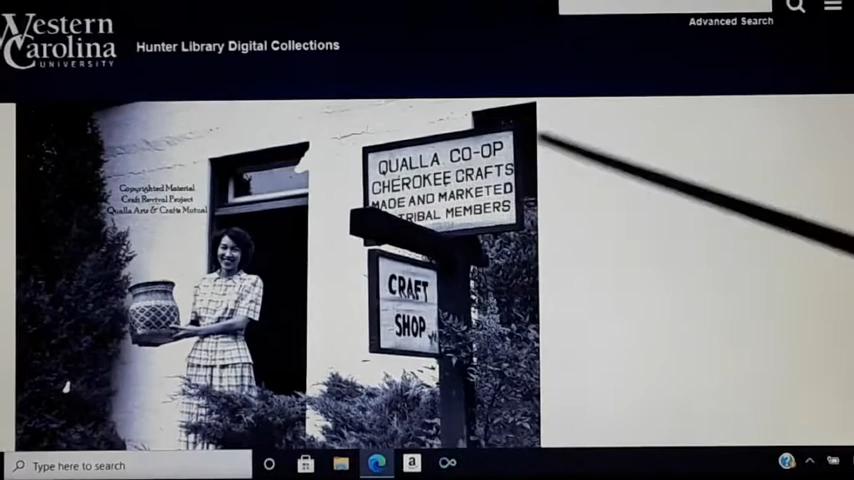 Western
Carolina
UNIVERSITY
Hunter Library Digital Collections
Advanced Search
Copyrighted Material
Craft Revival Project
Qualla Arts & Crafts Mutual
QUALLA CO-OP
CHEROKEE CRAFTS
MADE AND MARKETED
TRIBAL MEMBERS
CRAFT
SHOP
Type here to search
a